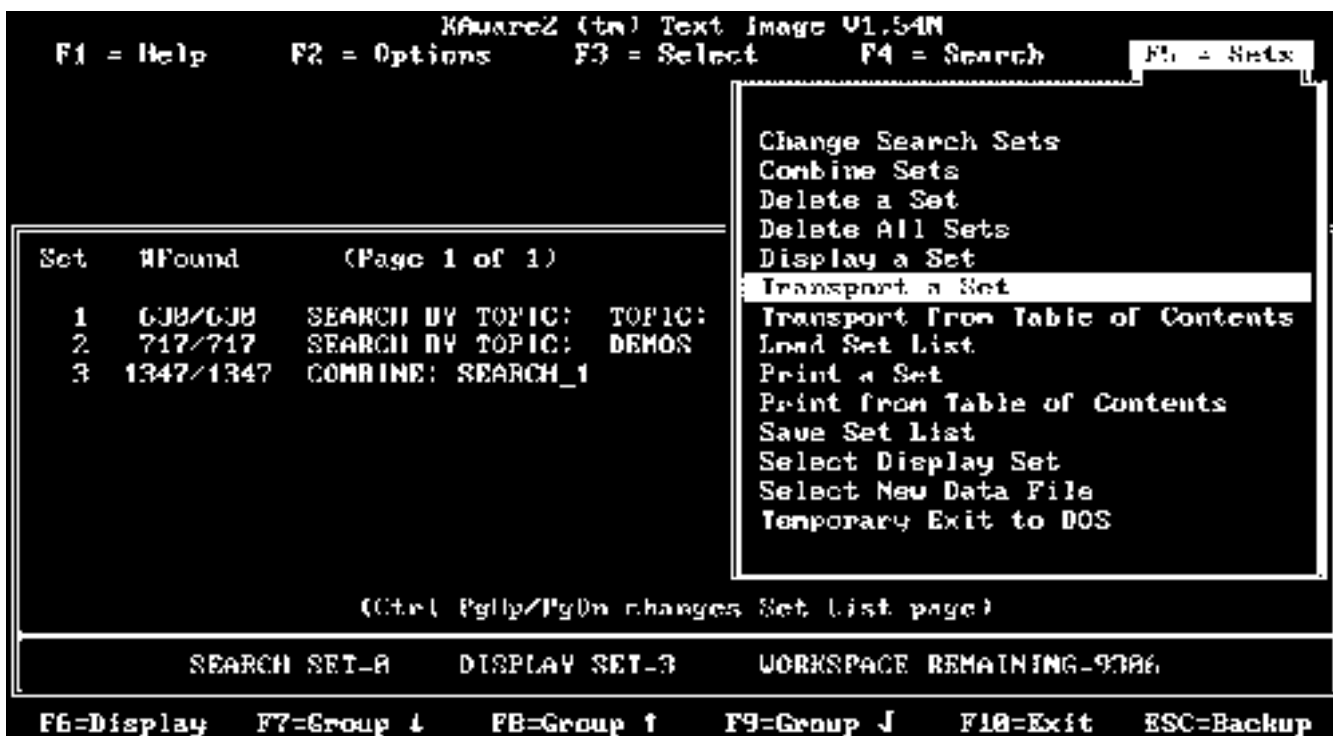 KAware2 (tm) Text Image V1.54M
F1 = Help F2 = Options F3 = Select F4 = Search F5 = Sets
Change Search Sets
Combine Sets
Delete a Set
Delete All Sets
Display a Set
Transport a Set
Transport from Table of Contents
Load Set List
Print a Set
Print from Table of Contents
Save Set List
Select Display Set
Select New Data File
Temporary Exit to DOS
Set #Found (Page 1 of 1)
1 630/630 SEARCH BY TOPIC: TOPIC:
2 717/717 SEARCH BY TOPIC: DEMOS
3 1347/1347 COMBINE: SEARCH_1
(Ctrl PgUp/PgDn changes Set List page)
SEARCH SET-0 DISPLAY SET-3 WORKSPACE REMAINING-9306
F6=Display F7=Group ↓ F8=Group ↑ F9=Group √ F10=Exit ESC=Backup